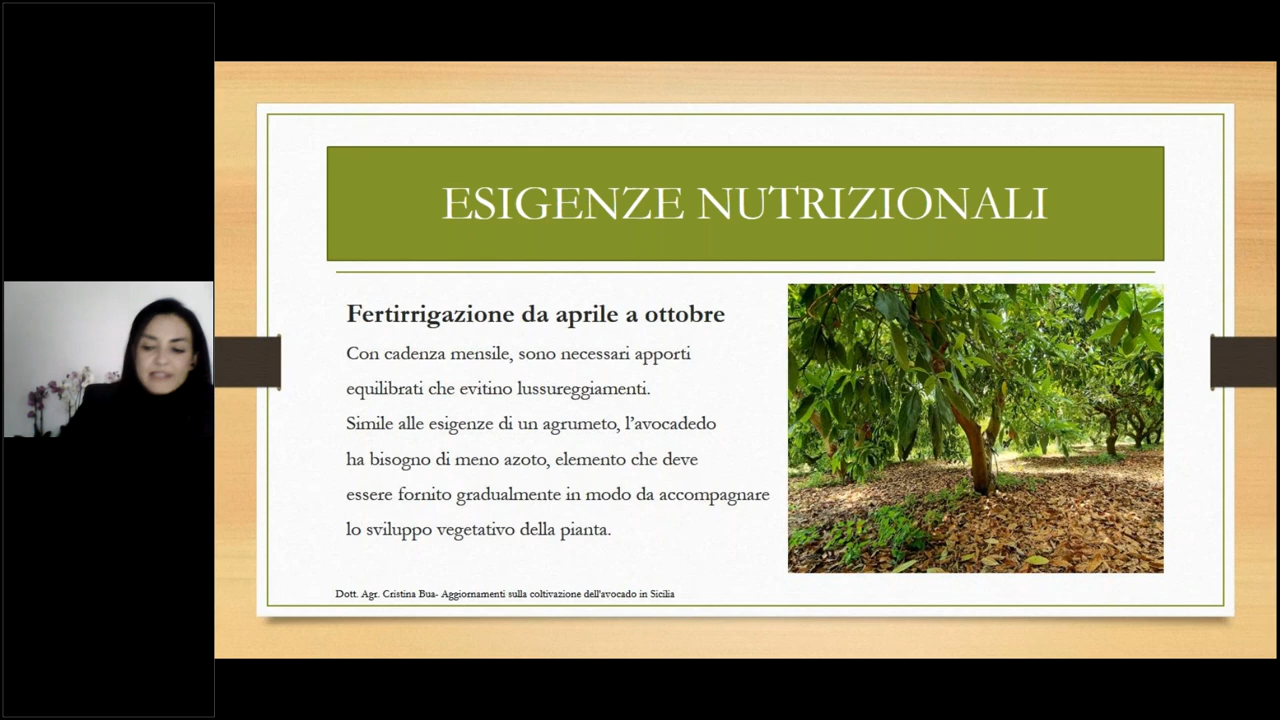 ESIGENZE NUTRIZIONALI
Fertirrigazione da aprile a ottobre
Con cadenza mensile, sono necessari apporti
equilibrati che evitino lussureggiamenti.
Simile alle esigenze di un agrumeto, l’avocadedo
ha bisogno di meno azoto, elemento che deve
essere fornito gradualmente in modo da accompagnare
lo sviluppo vegetativo della pianta.
Dott. Agr. Cristina Bua- Aggiornamenti sulla coltivazione dell'avocado in Sicilia